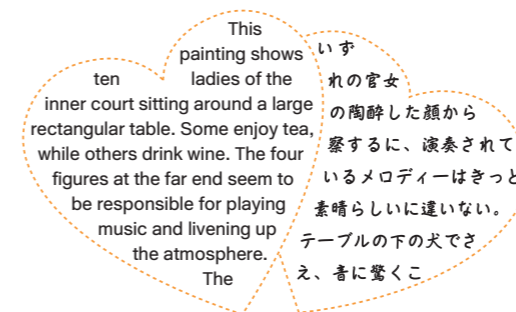 This
painting shows
ten ladies of the
inner court sitting around a large
rectangular table. Some enjoy tea,
while others drink wine. The four
figures at the far end seem to
be responsible for playing
music and livening up
the atmosphere.
The
いず
れの官女
の陶酔した顔から
察するに、演奏されて
いるメロディーはきっと
素晴らしいに違いない。
テーブルの下の犬でさ
え、音に驚くこ